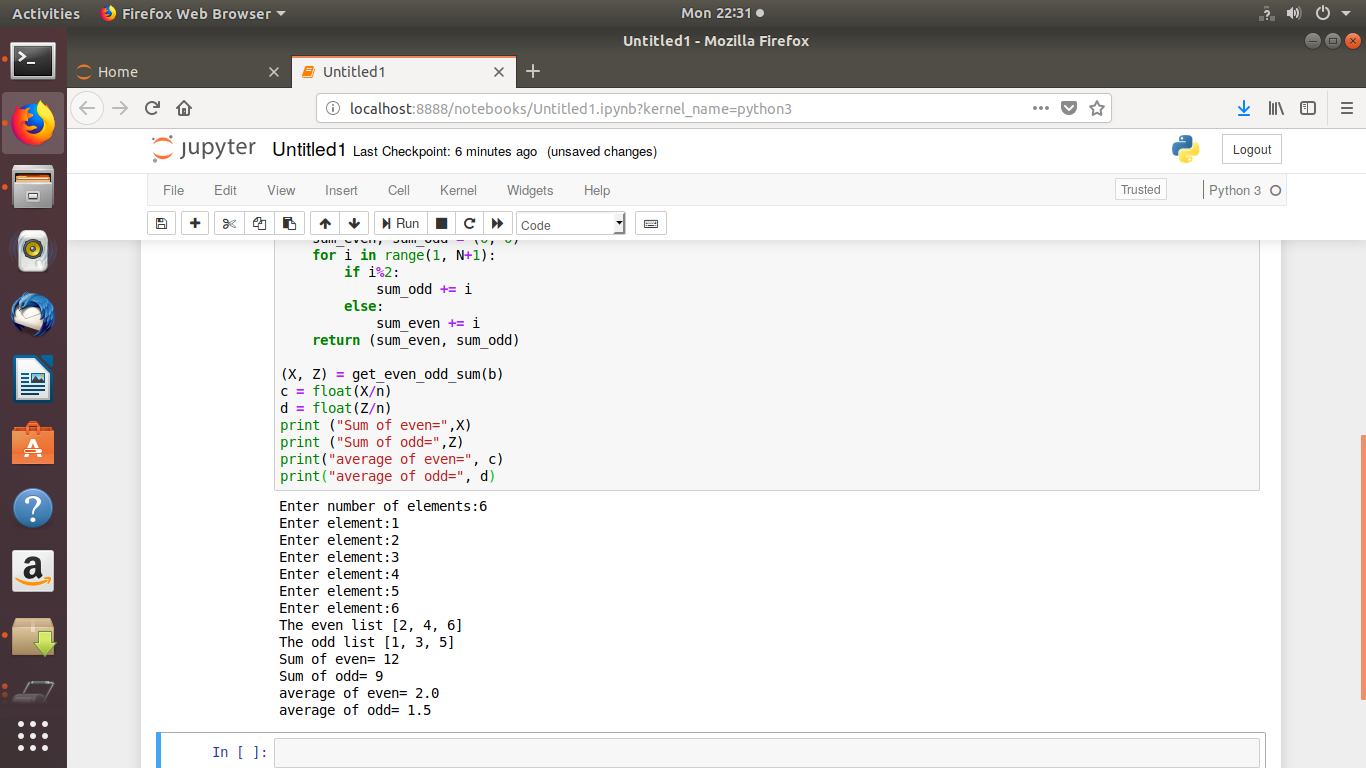 Activities Firefox Web Browser Mon 22:31
Untitled1 - Mozilla Firefox
Home Untitled1
localhost:8888/notebooks/Untitled1.ipynb?kernel_name=python3
jupyter Untitled1 Last Checkpoint: 6 minutes ago (unsaved changes) Logout
File Edit View Insert Cell Kernel Widgets Help Trusted Python 3
Run Code
sum_even, sum_odd = (0, 0)
    for i in range(1, N+1):
        if i%2:
            sum_odd += i
        else:
            sum_even += i
    return (sum_even, sum_odd)
(X, Z) = get_even_odd_sum(b)
c = float(X/n)
d = float(Z/n)
print ("Sum of even=",X)
print ("Sum of odd=",Z)
print("average of even=", c)
print("average of odd=", d)
Enter number of elements:6
Enter element:1
Enter element:2
Enter element:3
Enter element:4
Enter element:5
Enter element:6
The even list [2, 4, 6]
The odd list [1, 3, 5]
Sum of even= 12
Sum of odd= 9
average of even= 2.0
average of odd= 1.5
In [ ]: